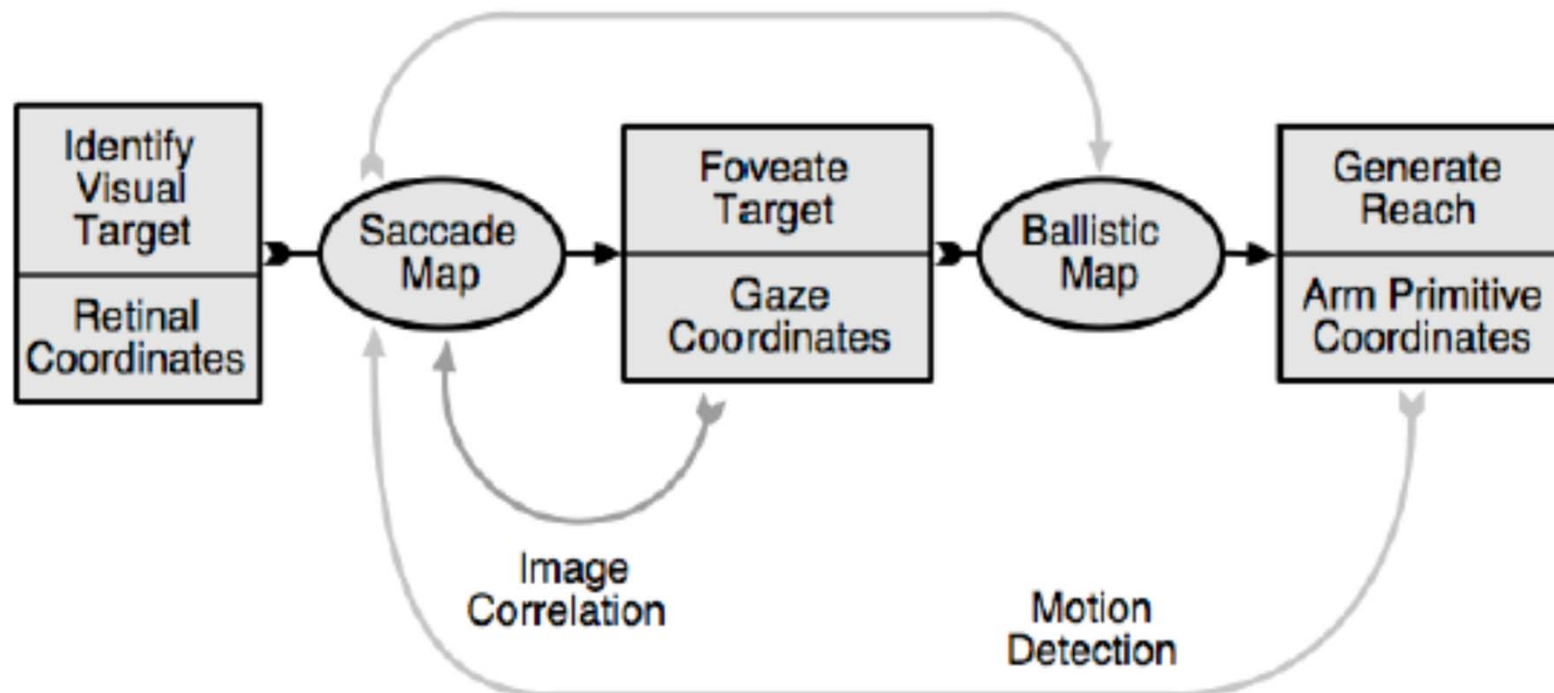 Identify
Visual
Target
Retinal
Coordinates
Saccade
Map
Foveate
Target
Gaze
Coordinates
Ballistic
Map
Generate
Reach
Arm Primitive
Coordinates
Image
Correlation
Motion
Detection